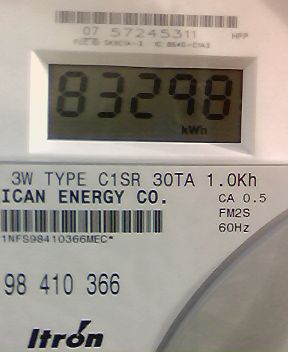 07 57245311 HPP
83298
kWh
3W TYPE C1SR 30TA 1.0Kh
ICAN ENERGY CO. CA 0.5
FM2S
1NFS98410366MEC* 60Hz
98 410 366
Itron